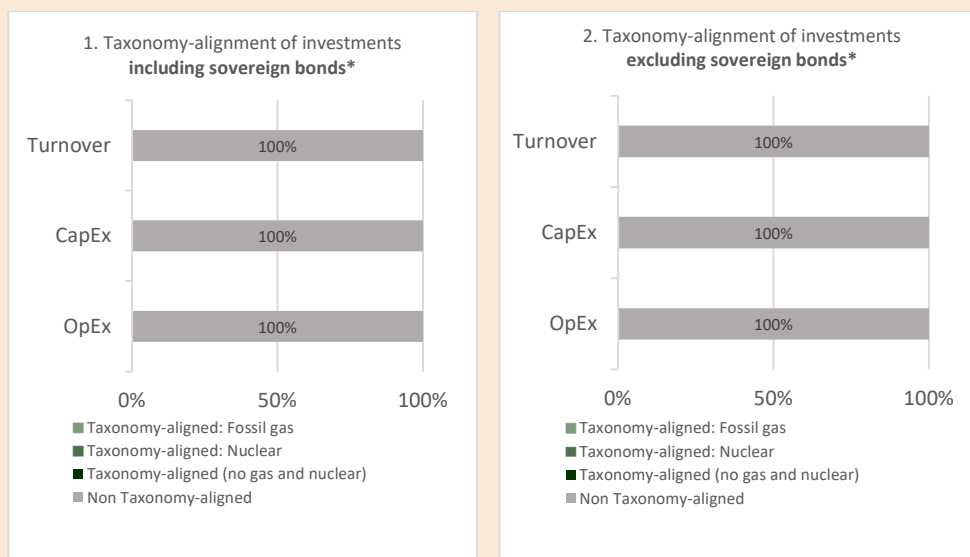 1. Taxonomy-alignment of investments
including sovereign bonds*
Turnover
100%
CapEx
100%
OpEx
100%
0%
50%
100%
Taxonomy-aligned: Fossil gas
Taxonomy-aligned: Nuclear
Taxonomy-aligned (no gas and nuclear)
Non Taxonomy-aligned
2. Taxonomy-alignment of investments
excluding sovereign bonds*
Turnover
100%
CapEx
100%
OpEx
100%
0%
50%
100%
Taxonomy-aligned: Fossil gas
Taxonomy-aligned: Nuclear
Taxonomy-aligned (no gas and nuclear)
Non Taxonomy-aligned